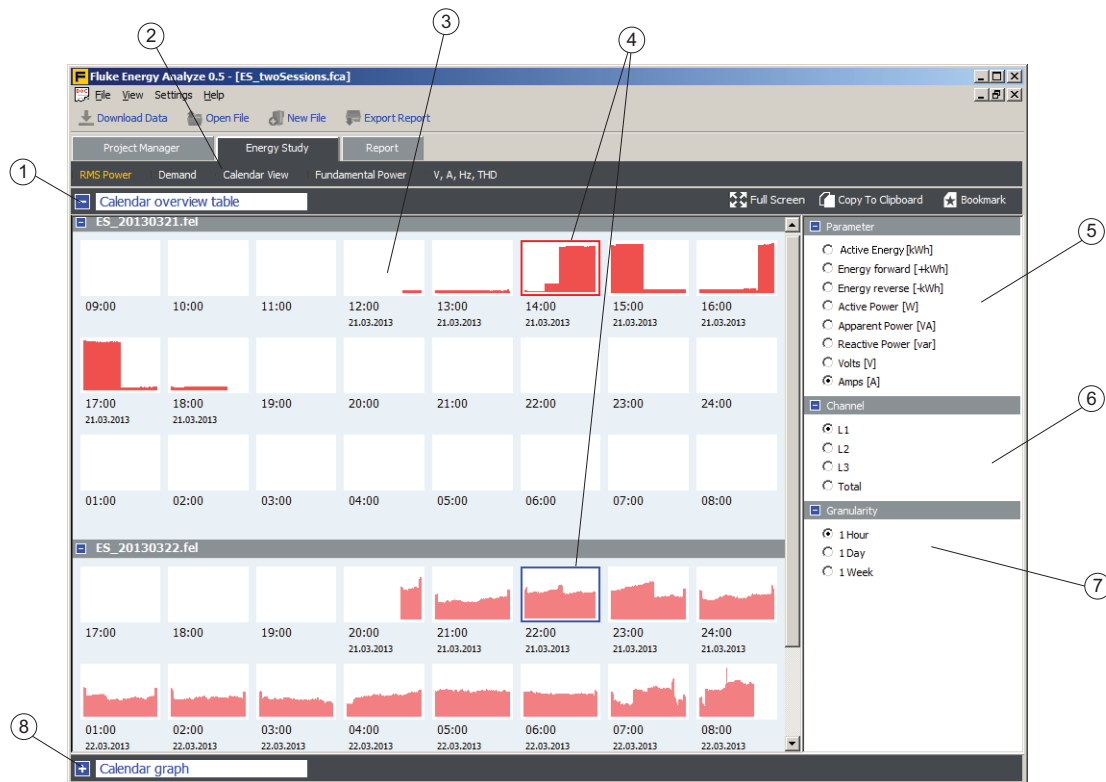 2
3
4
Fluke Energy Analyze 0.5 - [ES_twoSessions.fca]
File View Settings Help
Download Data Open File New File Export Report
Project Manager Energy Study Report
1
RMS Power Demand Calendar View Fundamental Power V, A, Hz, THD
Calendar overview table Full Screen Copy To Clipboard Bookmark
ES_20130321.fel
09:00 10:00 11:00 12:00 13:00 14:00 15:00 16:00
21.03.2013 21.03.2013 21.03.2013 21.03.2013 21.03.2013
17:00 18:00 19:00 20:00 21:00 22:00 23:00 24:00
21.03.2013 21.03.2013
01:00 02:00 03:00 04:00 05:00 06:00 07:00 08:00
ES_20130322.fel
17:00 18:00 19:00 20:00 21:00 22:00 23:00 24:00
21.03.2013 21.03.2013 21.03.2013 21.03.2013 21.03.2013
01:00 02:00 03:00 04:00 05:00 06:00 07:00 08:00
22.03.2013 22.03.2013 22.03.2013 22.03.2013 22.03.2013 22.03.2013 22.03.2013 22.03.2013
Parameter
Active Energy [kWh]
Energy forward [+kWh]
Energy reverse [-kWh]
Active Power [W]
Apparent Power [VA]
Reactive Power [var]
Volts [V]
Amps [A]
5
Channel
L1
L2
L3
Total
6
Granularity
1 Hour
1 Day
1 Week
7
8
Calendar graph